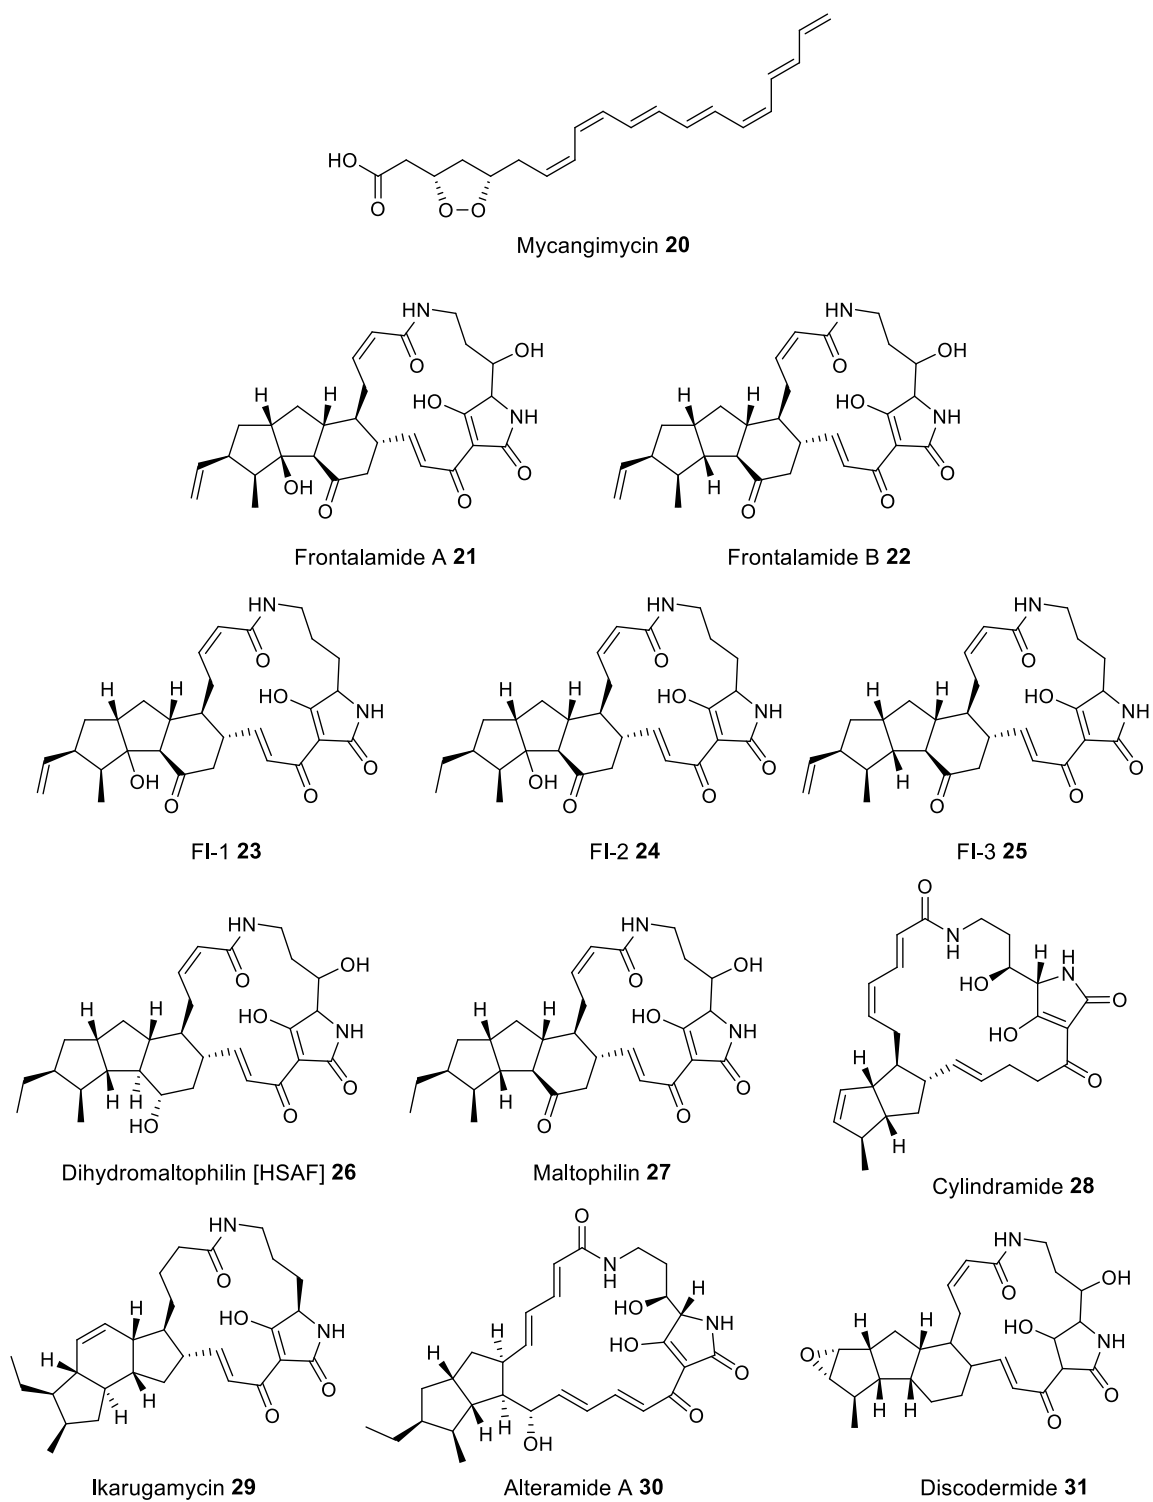 HO
O
O–O
Mycangimycin 20
HN
O
OH
HO
NH
O
O
H
H
OH
O
HN
O
OH
HO
NH
O
O
H
H
H
O
Frontalamide A 21
Frontalamide B 22
HN
O
HO
NH
O
O
H
H
OH
O
HN
O
HO
NH
O
O
H
H
OH
O
HN
O
HO
NH
O
O
H
H
H
O
FI-1 23
FI-2 24
FI-3 25
HN
O
OH
HO
NH
O
O
H
H
H
H
HO
HN
O
OH
HO
NH
O
O
H
H
H
O
O
N
H
HO
H
H
N
O
HO
O
H
H
Dihydromaltophilin [HSAF] 26
Maltophilin 27
Cylindramide 28
HN
O
HO
NH
O
O
H
H
H
H
O
N
H
HO
H
NH
HO
O
O
H
H
H
H
OH
HN
O
OH
HO
NH
O
O
O
H
H
H
H
Ikarugamycin 29
Alteramide A 30
Discodermide 31